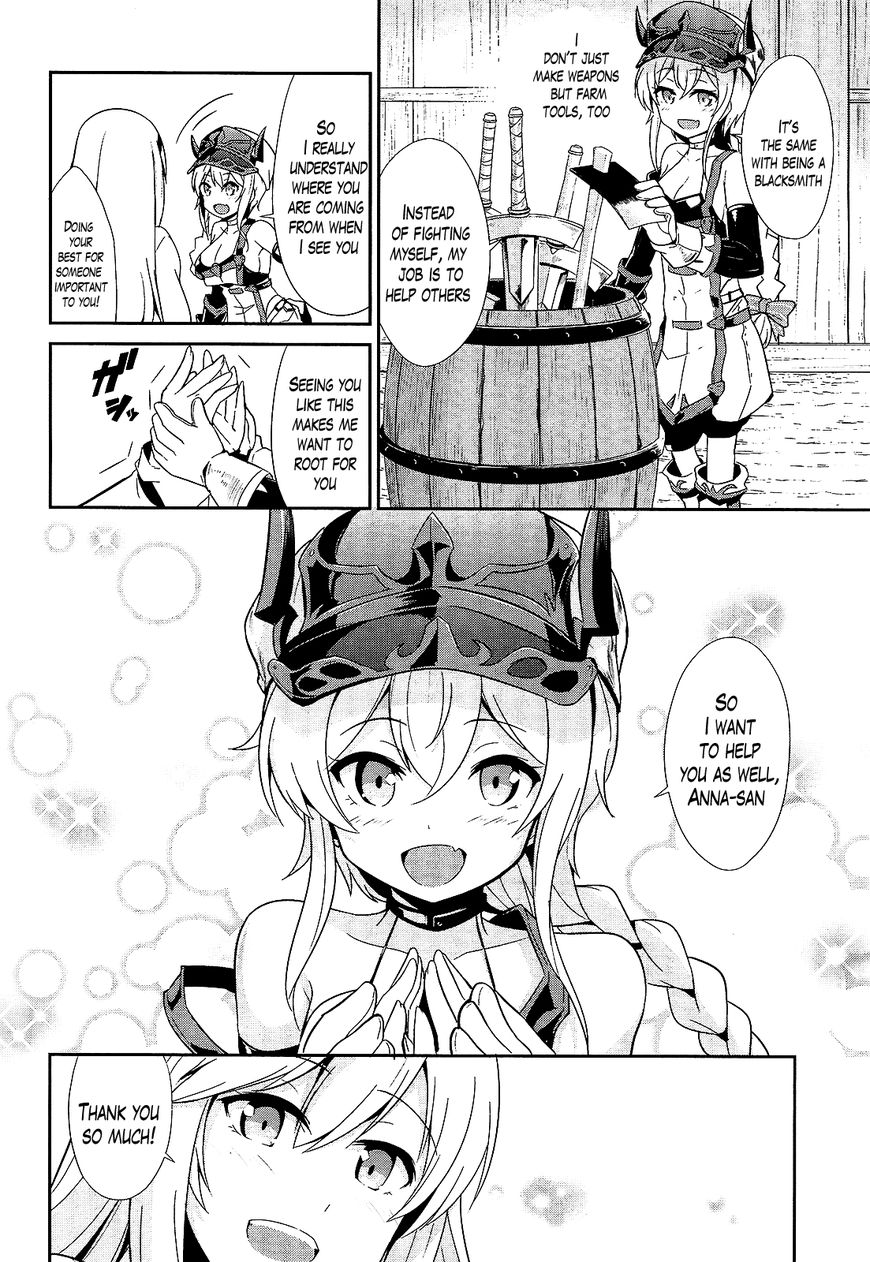 IT'S
THE SAME
WITH BEING A
BLACKSMITH
I
DON'T JUST
MAKE WEAPONS
BUT FARM
TOOLS, TOO
INSTEAD
OF FIGHTING
MYSELF, MY
JOB IS TO
HELP OTHERS
SO
I REALLY
UNDERSTAND
WHERE YOU
ARE COMING
FROM WHEN
I SEE YOU
DOING
YOUR
BEST FOR
SOMEONE
IMPORTANT
TO YOU!
SEEING YOU
LIKE THIS
MAKES ME
WANT TO
ROOT FOR
YOU
ガシッ
SO
I WANT
TO HELP
YOU AS WELL,
ANNA-SAN
THANK YOU
SO MUCH!